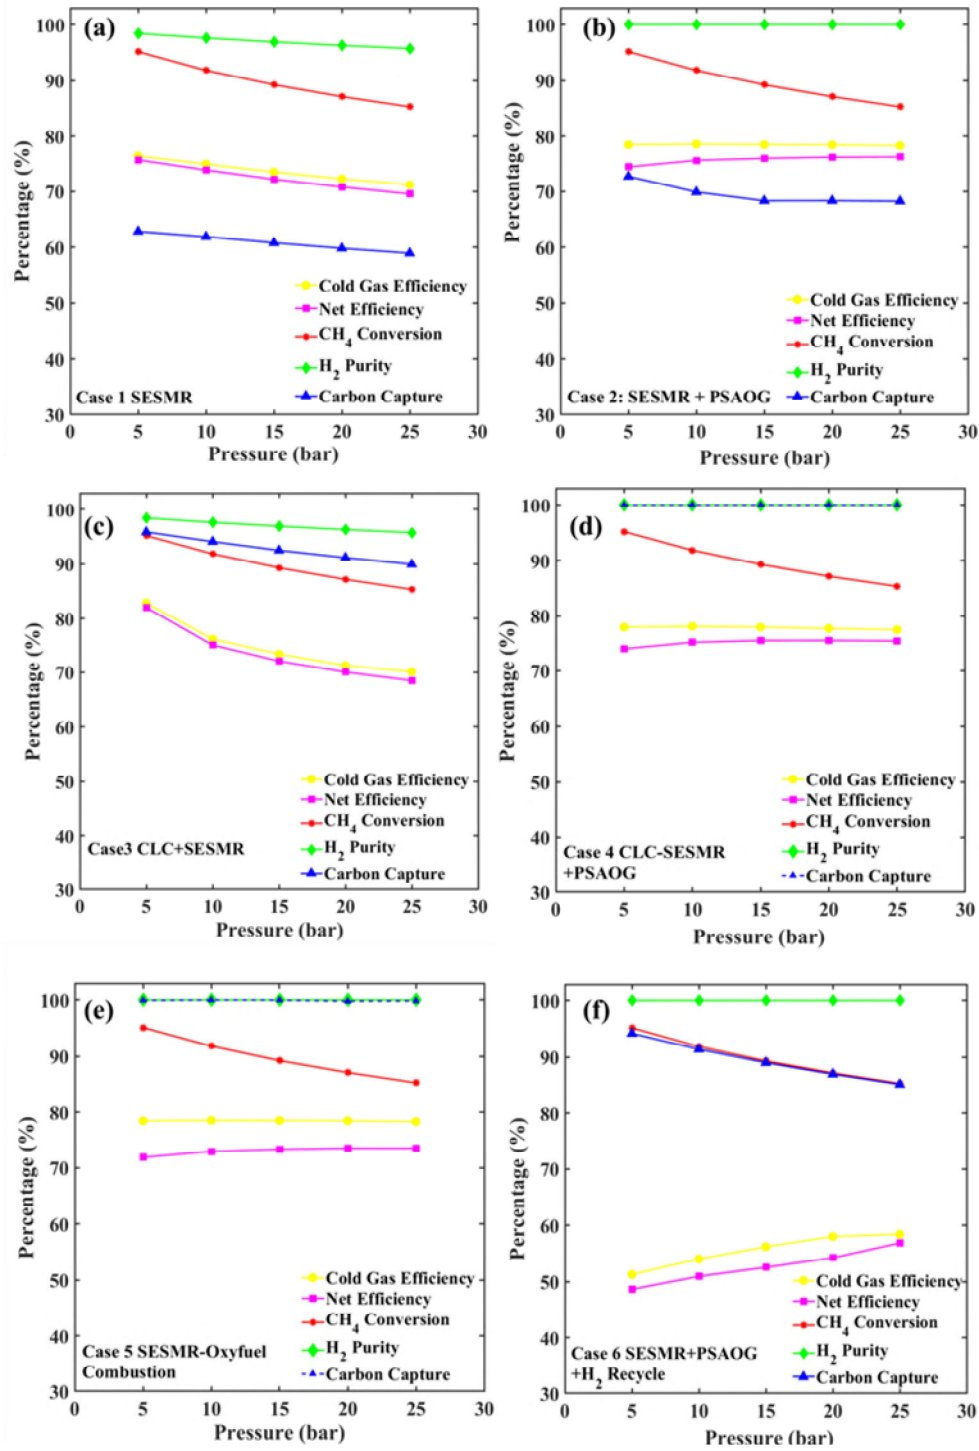 (a)
Percentage (%)
100
90
80
70
60
50
40
30
0
5
10
15
20
25
30
Pressure (bar)
Cold Gas Efficiency
Net Efficiency
CH4 Conversion
H2 Purity
Carbon Capture
Case 1 SESMR
(b)
Percentage (%)
100
90
80
70
60
50
40
30
0
5
10
15
20
25
30
Pressure (bar)
Cold Gas Efficiency
Net Efficiency
CH4 Conversion
H2 Purity
Carbon Capture
Case 2: SESMR + PSAOG
(c)
Percentage (%)
100
90
80
70
60
50
40
30
0
5
10
15
20
25
30
Pressure (bar)
Cold Gas Efficiency
Net Efficiency
CH4 Conversion
H2 Purity
Carbon Capture
Case3 CLC+SESMR
(d)
Percentage (%)
100
90
80
70
60
50
40
30
0
5
10
15
20
25
30
Pressure (bar)
Cold Gas Efficiency
Net Efficiency
CH4 Conversion
H2 Purity
Carbon Capture
Case 4 CLC-SESMR
+PSAOG
(e)
Percentage (%)
100
90
80
70
60
50
40
30
0
5
10
15
20
25
30
Pressure (bar)
Cold Gas Efficiency
Net Efficiency
CH4 Conversion
H2 Purity
Carbon Capture
Case 5 SESMR-Oxyfuel
Combustion
(f)
Percentage (%)
100
90
80
70
60
50
40
30
0
5
10
15
20
25
30
Pressure (bar)
Cold Gas Efficiency
Net Efficiency
CH4 Conversion
H2 Purity
Carbon Capture
Case 6 SESMR+PSAOG
+H2 Recycle